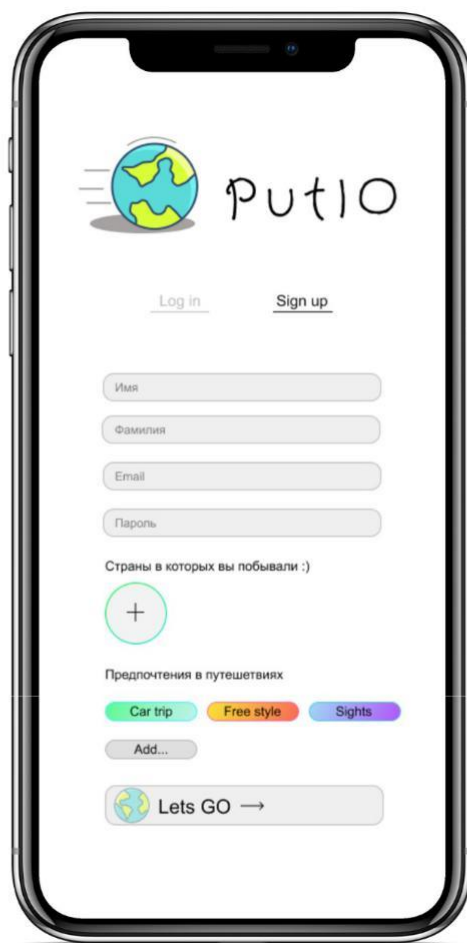 PUTIO
Log in Sign up
Имя
Фамилия
Email
Пароль
Страны в которых вы побывали :)
+
Предпочтения в путешетвиях
Car trip Free style Sights
Add...
Lets GO →